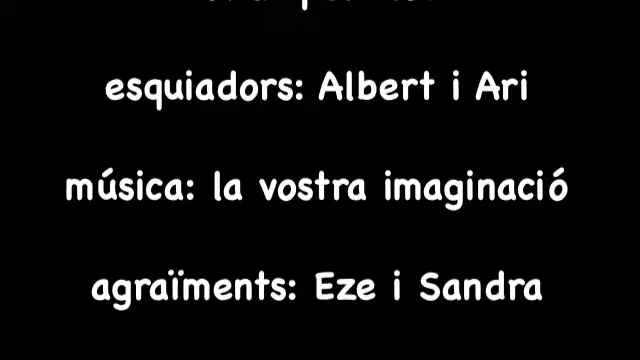 esquiadors: Albert i Ari
música: la vostra imaginació
agraïments: Eze i Sandra